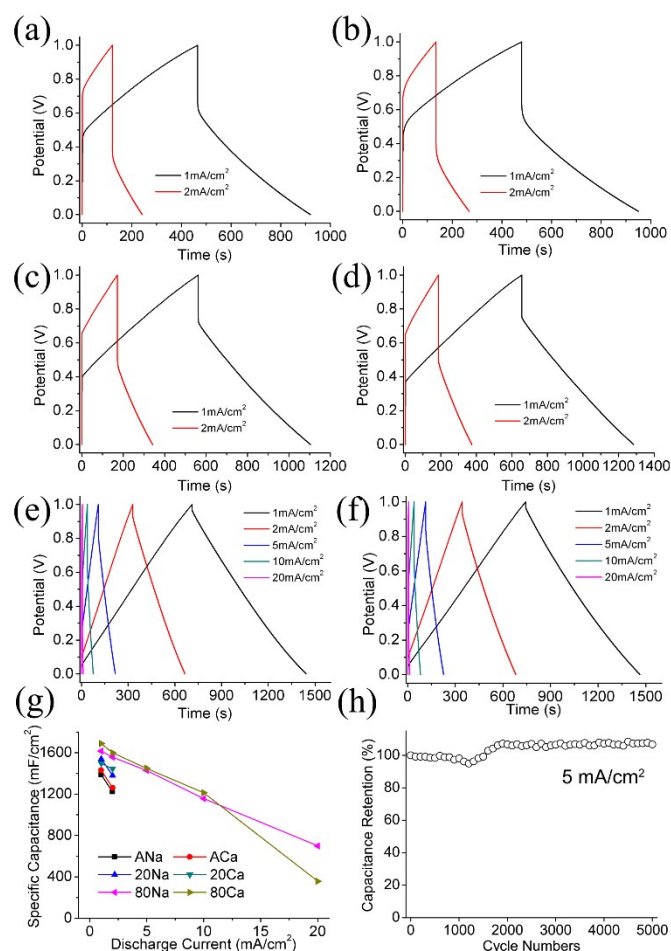 (a)
Potential (V)
1.0
0.8
0.6
0.4
0.2
0.0
1mA/cm²
2mA/cm²
0 200 400 600 800 1000
Time (s)
(b)
Potential (V)
1.0
0.8
0.6
0.4
0.2
0.0
1mA/cm²
2mA/cm²
0 200 400 600 800 1000
Time (s)
(c)
Potential (V)
1.0
0.8
0.6
0.4
0.2
0.0
1mA/cm²
2mA/cm²
0 200 400 600 800 1000 1200
Time (s)
(d)
Potential (V)
1.0
0.8
0.6
0.4
0.2
0.0
1mA/cm²
2mA/cm²
0 200 400 600 800 1000 1200 1400
Time (s)
(e)
Potential (V)
1.0
0.8
0.6
0.4
0.2
0.0
1mA/cm²
2mA/cm²
5mA/cm²
10mA/cm²
20mA/cm²
0 300 600 900 1200 1500
Time (s)
(f)
Potential (V)
1.0
0.8
0.6
0.4
0.2
0.0
1mA/cm²
2mA/cm²
5mA/cm²
10mA/cm²
20mA/cm²
0 300 600 900 1200 1500
Time (s)
(g)
Specific Capacitance (mF/cm²)
1600
1200
800
400
0
ANa ACa
20Na 20Ca
80Na 80Ca
0 5 10 15 20
Discharge Current (mA/cm²)
(h)
Capacitance Retention (%)
100
80
60
40
20
0
5 mA/cm²
0 1000 2000 3000 4000 5000
Cycle Numbers